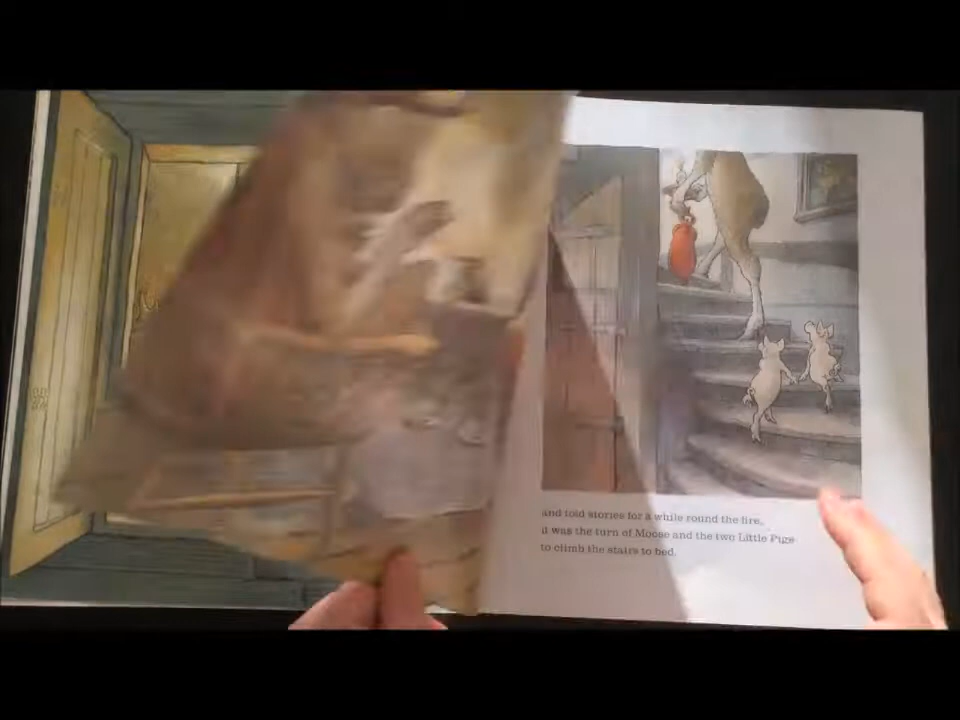 and told stories for a while round the fire,
it was the turn of Moose and the two Little Pigs
to climb the stairs to bed.